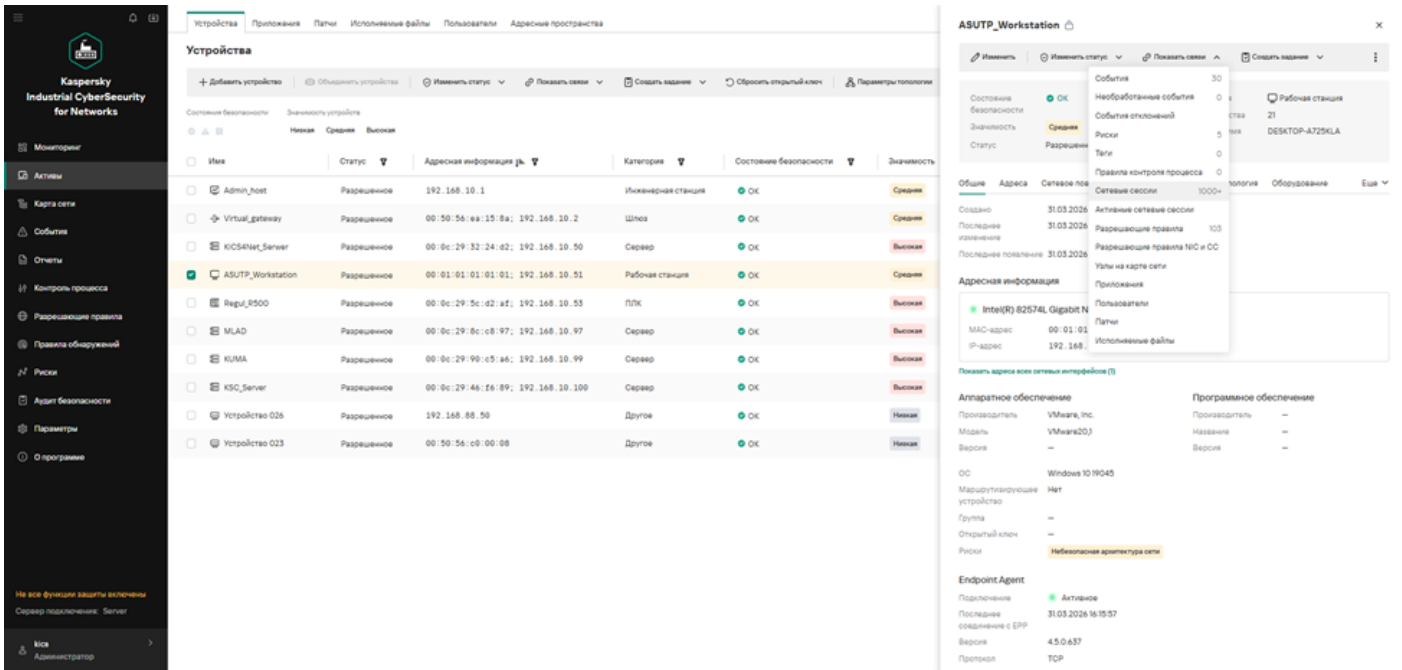 Kaspersky
Industrial CyberSecurity
for Networks
Мониторинг
Активы
Карта сети
События
Отчеты
Контроль процесса
Разрешающие правила
Правила обнаружений
Риски
Аудит безопасности
Параметры
О программе
Не все функции защиты включены
Сервер подключения: Server
kics
Администратор
Устройства Приложения Патчи Исполняемые файлы Пользователи Адресные пространства
Устройства
Добавить устройство Объединить устройства Изменить статус Показать связи Создать задание Сбросить открытый ключ Параметры топологии
Состояния безопасности Значимость устройств
Низкая Средняя Высокая
Имя Статус Адресная информация Категория Состояние безопасности Значимость
Admin_host Разрешенное 192.168.10.1 Инженерная станция OK Средняя
Virtual_gateway Разрешенное 00:50:56:ea:15:8a; 192.168.10.2 Шлюз OK Средняя
KICS4Net_Server Разрешенное 00:0c:29:32:24:d2; 192.168.10.50 Сервер OK Высокая
ASUTP_Workstation Разрешенное 00:01:01:01:01:01; 192.168.10.51 Рабочая станция OK Средняя
Regul_R500 Разрешенное 00:0c:29:5c:d2:af; 192.168.10.53 ПЛК OK Высокая
MLAD Разрешенное 00:0c:29:8c:c8:97; 192.168.10.97 Сервер OK Высокая
KUMA Разрешенное 00:0c:29:90:c5:a6; 192.168.10.99 Сервер OK Высокая
KSC_Server Разрешенное 00:0c:29:46:f6:89; 192.168.10.100 Сервер OK Высокая
Устройство 026 Разрешенное 192.168.88.50 Другое OK Низкая
Устройство 023 Разрешенное 00:50:56:c0:00:08 Другое OK Низкая
ASUTP_Workstation
Изменить Изменить статус Показать связи Создать задание
События 30
Необработанные события 0
События отклонений
Риски 5
Теги 0
Правила контроля процесса 0
Сетевые сессии 1000+
Активные сетевые сессии
Разрешающие правила 103
Разрешающие правила NIC и CC
Узлы на карте сети
Приложения
Пользователи
Патчи
Исполняемые файлы
Состояние безопасности OK Рабочая станция
Значимость Средняя 21
Статус Разрешенн DESKTOP-A725KLA
Общие Адреса Сетевое пов пология Оборудование Еще
Создано 31.03.2026
Последнее изменение 31.03.2026
Последнее появление 31.03.2026
Адресная информация
Intel(R) 82574L Gigabit N
MAC-адрес 00:01:01
IP-адрес 192.168.
Показать адреса всех сетевых интерфейсов (1)
Аппаратное обеспечение Программное обеспечение
Производитель VMware, Inc. Производитель —
Модель VMware20,1 Название —
Версия — Версия —
ОС Windows 10 19045
Маршрутизирующее устройство Нет
Группа —
Открытый ключ —
Риски Небезопасная архитектура сети
Endpoint Agent
Подключение Активное
Последнее соединение с EPP 31.03.2026 16:15:57
Версия 4.5.0.637
Протокол TCP